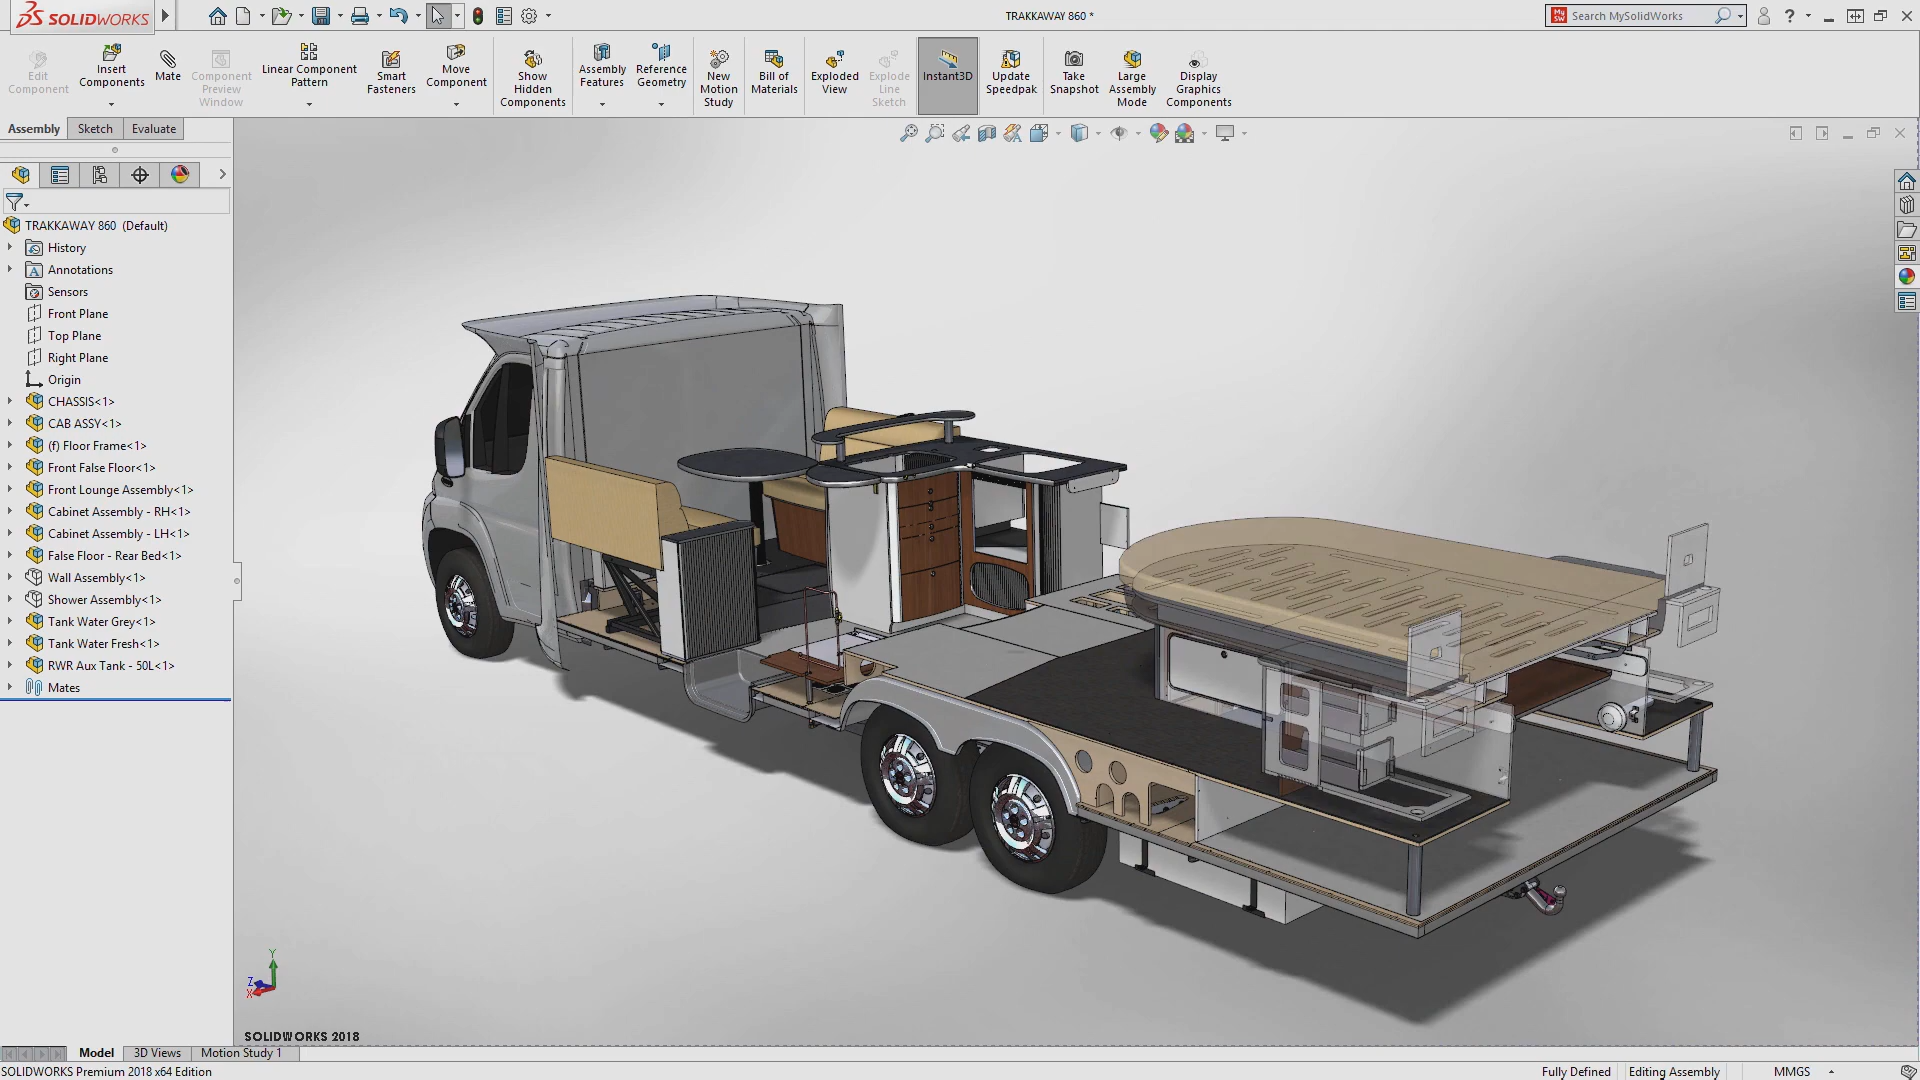 SOLIDWORKS
TRAKKAWAY 860 *
MySW
Search MySolidWorks
Edit Component
Insert Components
Mate
Component Preview Window
Linear Component Pattern
Smart Fasteners
Move Component
Show Hidden Components
Assembly Features
Reference Geometry
New Motion Study
Bill of Materials
Exploded View
Explode Line Sketch
Instant3D
Update Speedpak
Take Snapshot
Large Assembly Mode
Display Graphics Components
Assembly
Sketch
Evaluate
TRAKKAWAY 860 (Default)
History
Annotations
Sensors
Front Plane
Top Plane
Right Plane
Origin
CHASSIS<1>
CAB ASSY<1>
(f) Floor Frame<1>
Front False Floor<1>
Front Lounge Assembly<1>
Cabinet Assembly - RH<1>
Cabinet Assembly - LH<1>
False Floor - Rear Bed<1>
Wall Assembly<1>
Shower Assembly<1>
Tank Water Grey<1>
Tank Water Fresh<1>
RWR Aux Tank - 50L<1>
Mates
Y
Z
X
SOLIDWORKS 2018
Model
3D Views
Motion Study 1
SOLIDWORKS Premium 2018 x64 Edition
Fully Defined
Editing Assembly
MMGS